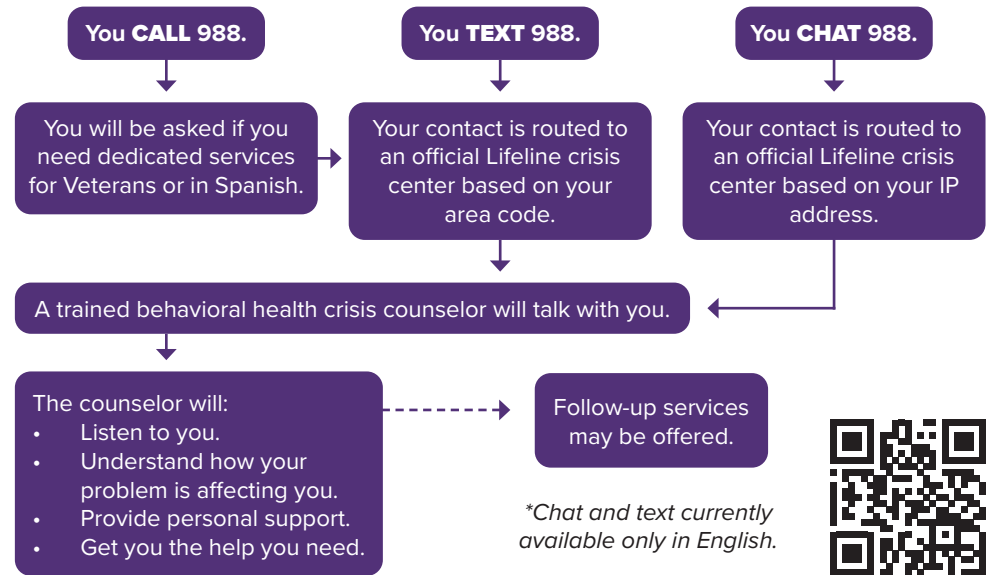 You CALL 988.
You TEXT 988.
You CHAT 988.
You will be asked if you
need dedicated services
for Veterans or in Spanish.
Your contact is routed to
an official Lifeline crisis
center based on your
area code.
Your contact is routed to
an official Lifeline crisis
center based on your IP
address.
A trained behavioral health crisis counselor will talk with you.
The counselor will:
• Listen to you.
• Understand how your
problem is affecting you.
• Provide personal support.
• Get you the help you need.
Follow-up services
may be offered.
*Chat and text currently
available only in English.